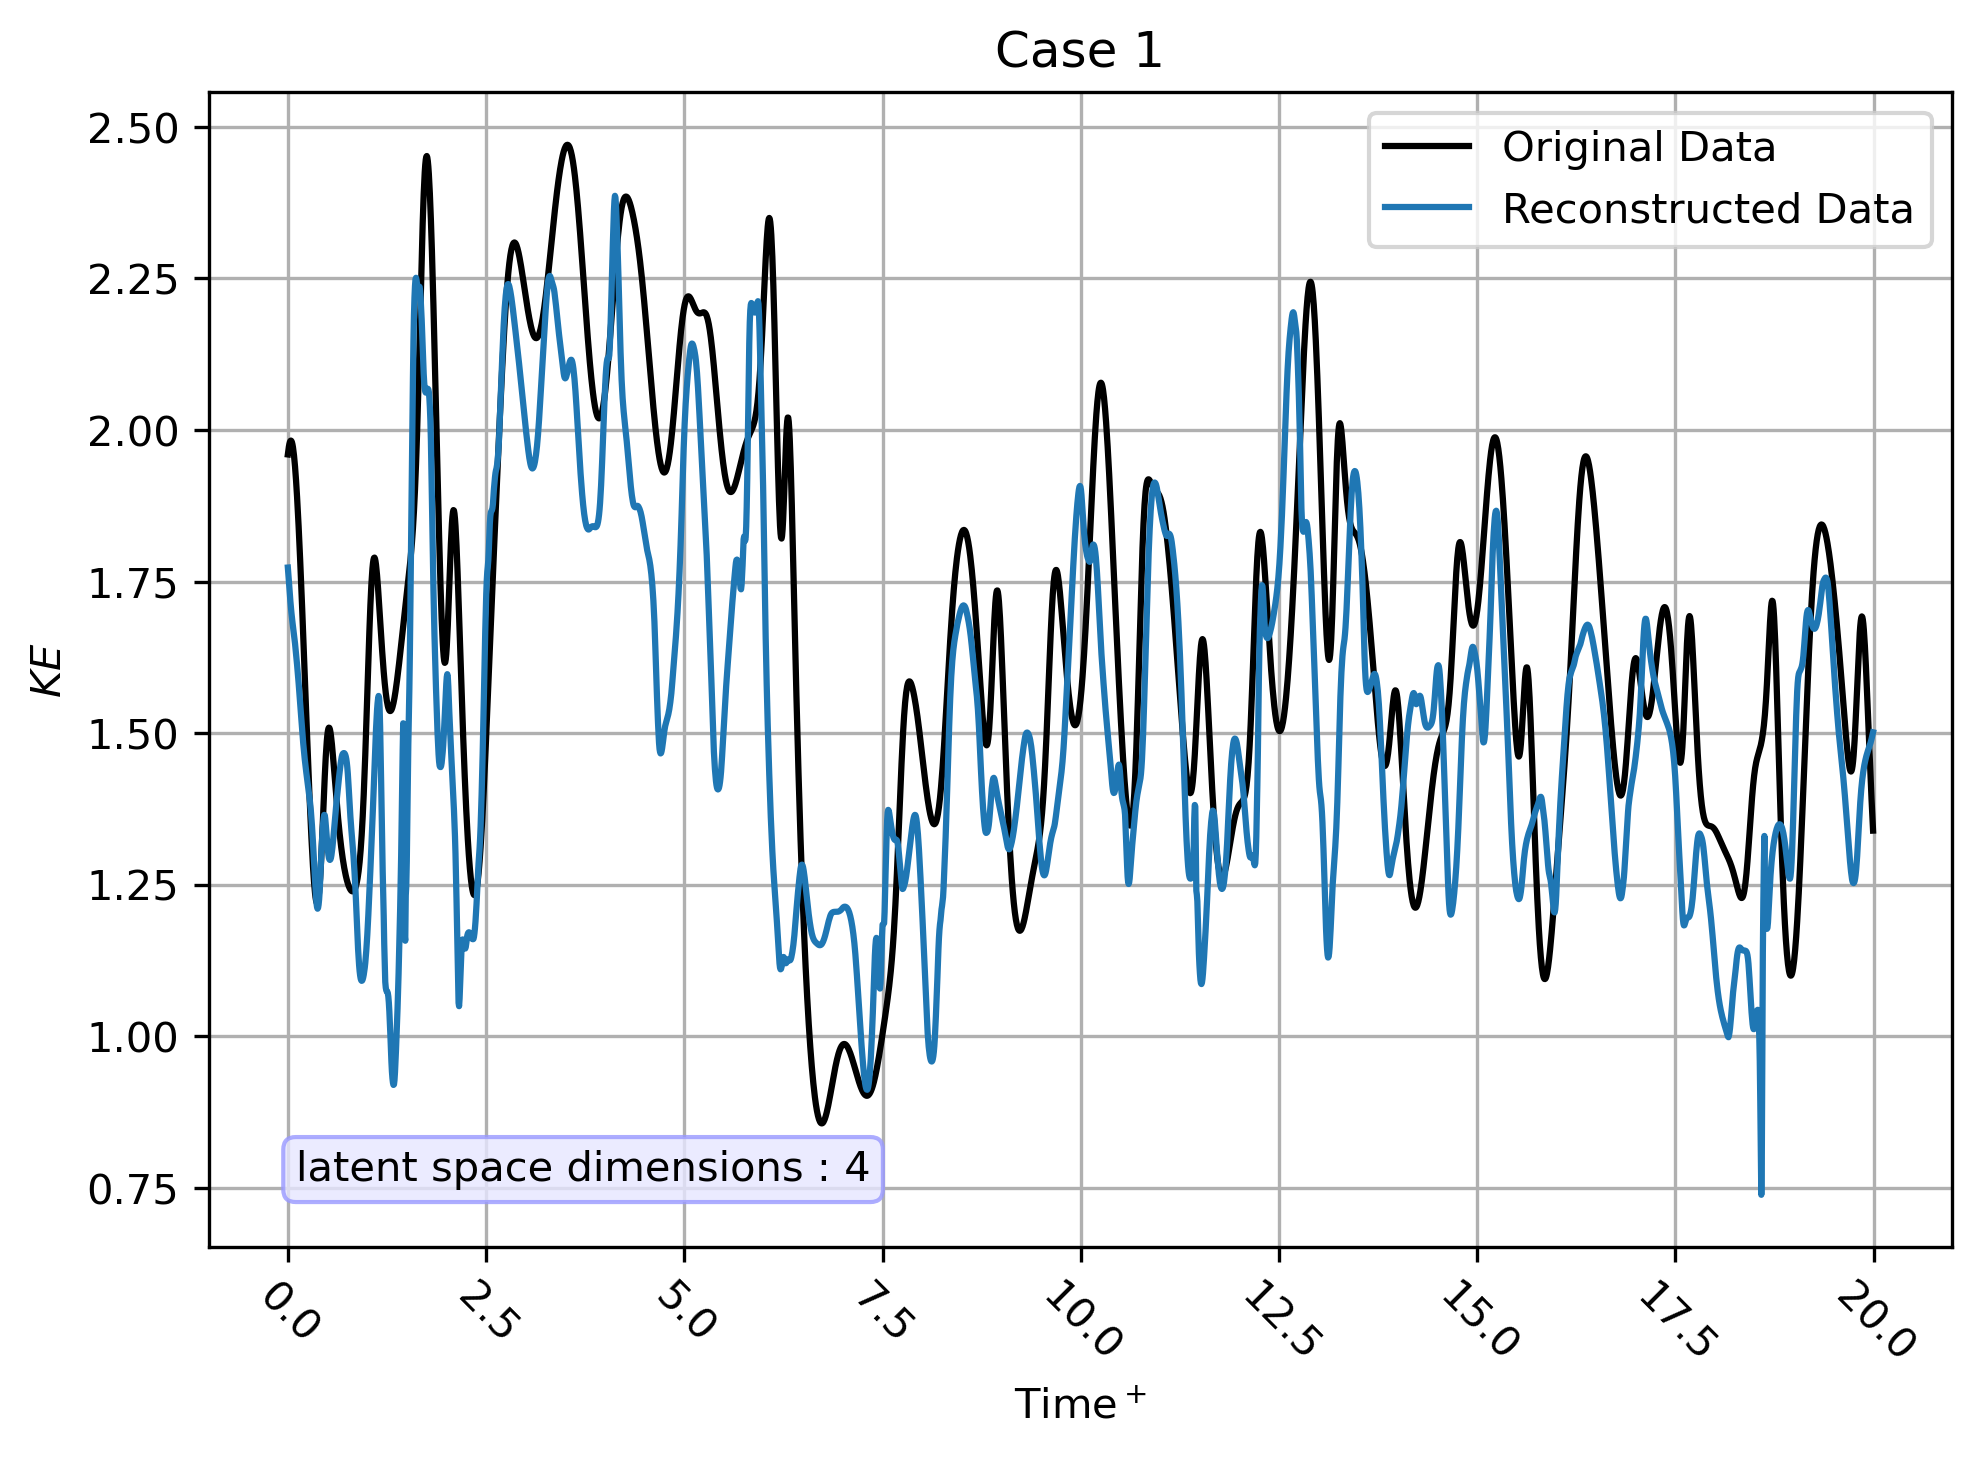 Case 1
2.50
2.25
2.00
1.75
1.50
1.25
1.00
0.75
KE
Original Data
Reconstructed Data
latent space dimensions : 4
0.0
2.5
5.0
7.5
10.0
12.5
15.0
17.5
20.0
Time⁺